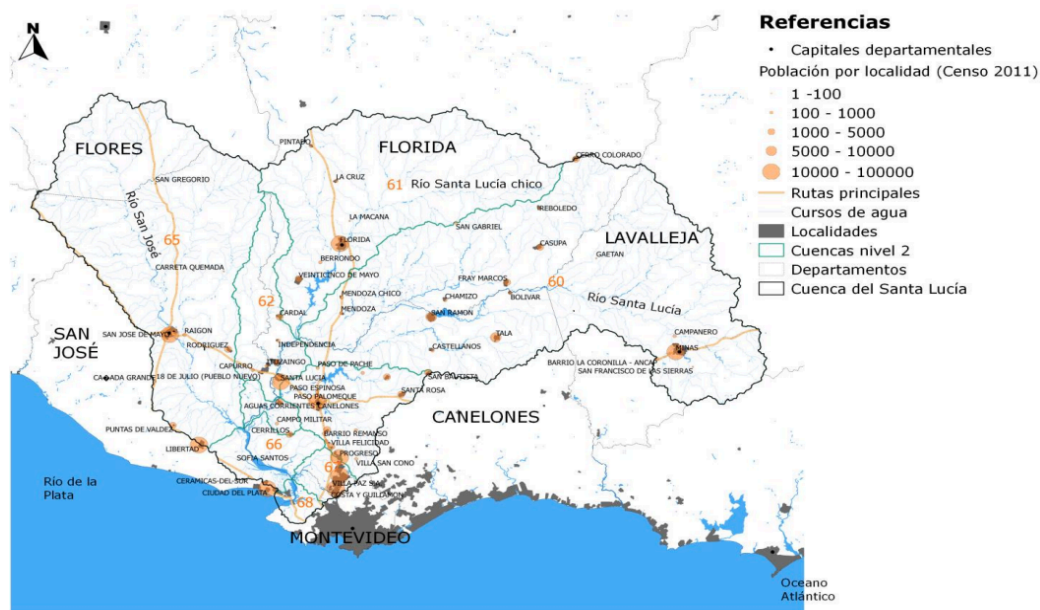 N
Referencias
Capitales departamentales
Población por localidad (Censo 2011)
1 -100
100 - 1000
1000 - 5000
5000 - 10000
10000 - 100000
Rutas principales
Cursos de agua
Localidades
Cuencas nivel 2
Departamentos
Cuenca del Santa Lucía
FLORES
FLORIDA
LAVALLEJA
SAN
JOSÉ
CANELONES
MONTEVIDEO
Río de la
Plata
Oceano
Atlántico
Río San José
Río Santa Lucía chico
Río Santa Lucía
61
65
62
60
66
68
PINTADO
CERRO COLORADO
SAN GREGORIO
LA CRUZ
REBOLEDO
LA MACANA
SAN GABRIEL
FLORIDA
CASUPA
GAETAN
BERRONDO
CARRETA QUEMADA
VEINTICINCO DE MAYO
FRAY MARCOS
BOLIVAR
MENDOZA CHICO
CHAMIZO
CARDAL
MENDOZA
SAN RAMON
SAN JOSE DE MAYO
RAIGON
TALA
CAMPANERO
MINAS
RODRIGUEZ
INDEPENDENCIA
CASTELLANOS
BARRIO LA CORONILLA - ANCAP
SAN FRANCISCO DE LAS SIERRAS
CAPURRO
PASO DE PACHE
CAÑADA GRANDE
18 DE JULIO (PUEBLO NUEVO)
SANTA LUCIA
SAN BAUTISTA
PASO ESPINOSA
PASO PALOMEQUE
SANTA ROSA
AGUAS CORRIENTES
CANELONES
CAMPO MILITAR
PUNTAS DE VALDEZ
CERRILLOS
BARRIO REMANSO
VILLA FELICIDAD
LIBERTAD
PROGRESO
SOFIA SANTOS
VILLA SAN CONO
CERAMICAS DEL SUR
CIUDAD DEL PLATA